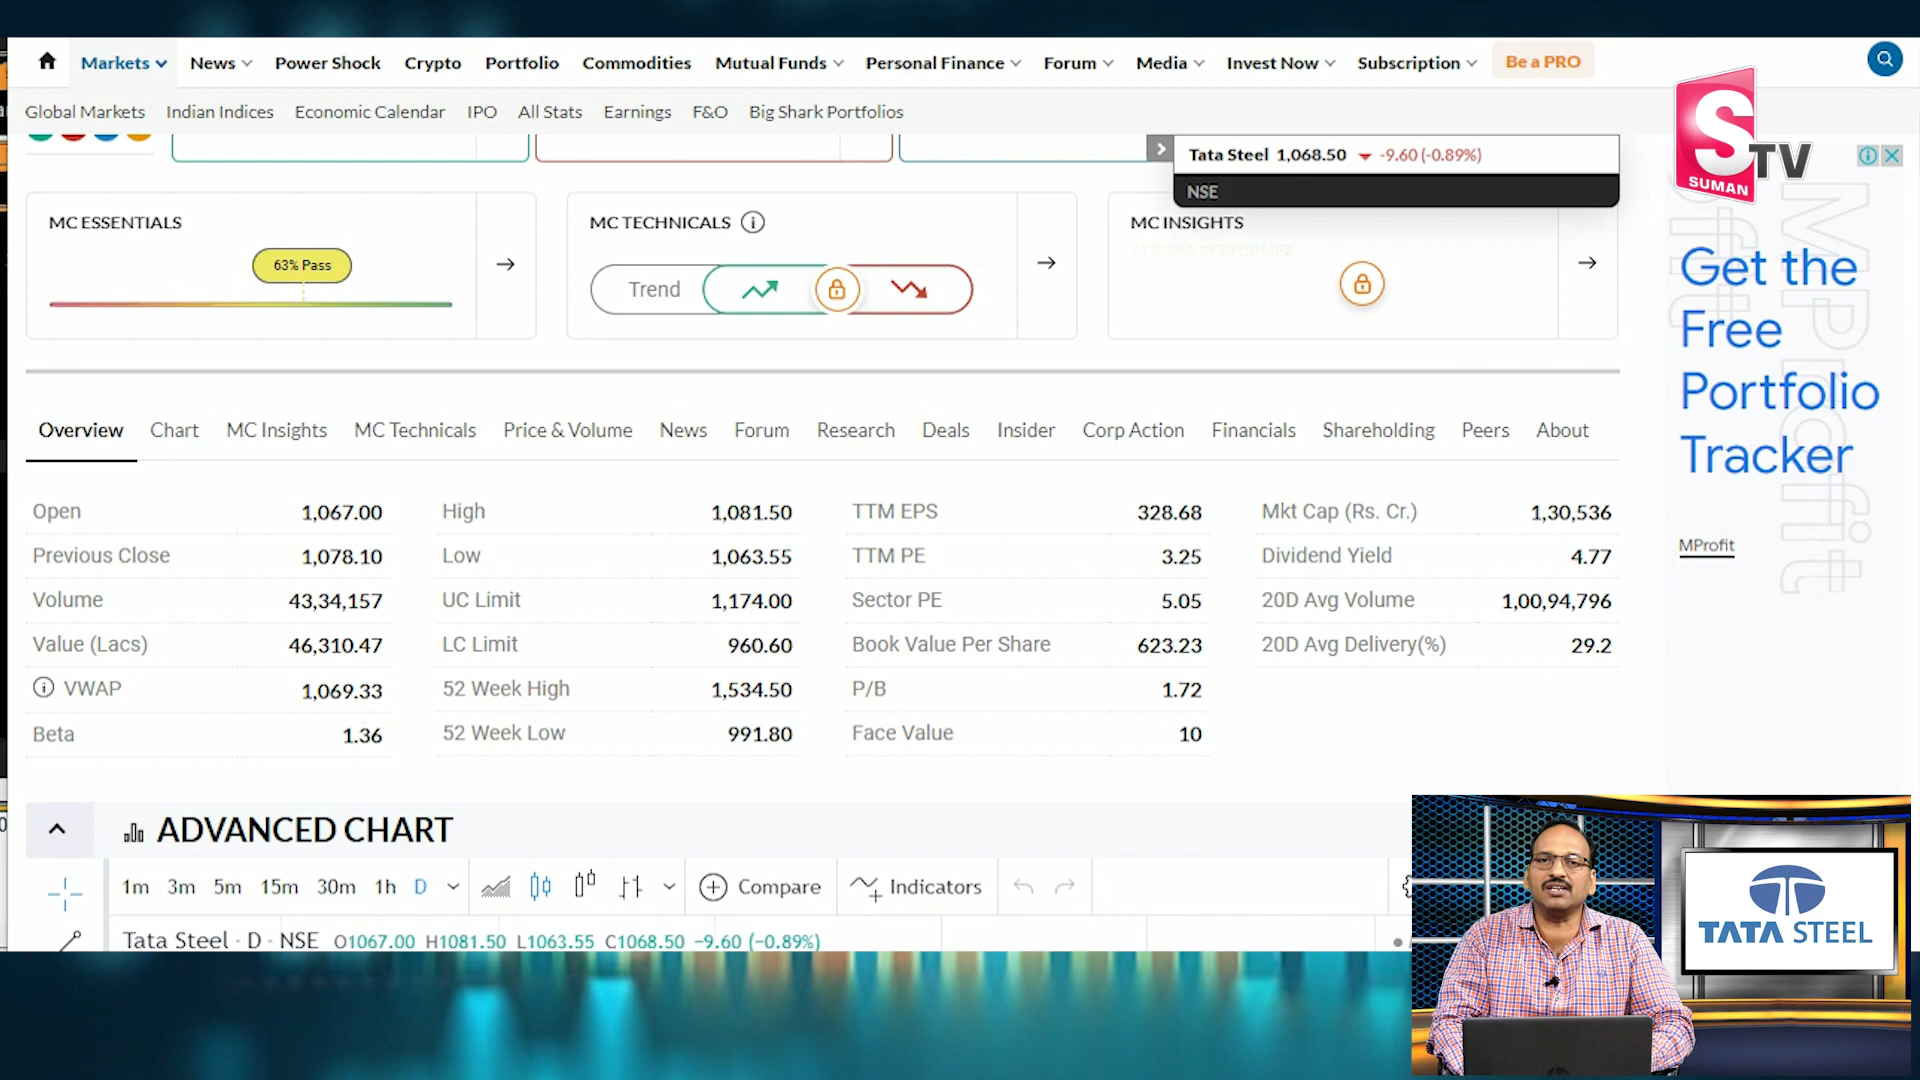 Markets News Power Shock Crypto Portfolio Commodities Mutual Funds Personal Finance Forum Media Invest Now Subscription Be a PRO
Global Markets Indian Indices Economic Calendar IPO All Stats Earnings F&O Big Shark Portfolios
S TV
SUMAN
Tata Steel 1,068.50 -9.60 (-0.89%)
NSE
MC ESSENTIALS
63% Pass
MC TECHNICALS
Trend
MC INSIGHTS
STRONG PERFORMER
Get the
Free
Portfolio
Tracker
MProfit
MProfit
Overview Chart MC Insights MC Technicals Price & Volume News Forum Research Deals Insider Corp Action Financials Shareholding Peers About
Open 1,067.00 High 1,081.50 TTM EPS 328.68 Mkt Cap (Rs. Cr.) 1,30,536
Previous Close 1,078.10 Low 1,063.55 TTM PE 3.25 Dividend Yield 4.77
Volume 43,34,157 UC Limit 1,174.00 Sector PE 5.05 20D Avg Volume 1,00,94,796
Value (Lacs) 46,310.47 LC Limit 960.60 Book Value Per Share 623.23 20D Avg Delivery(%) 29.2
VWAP 1,069.33 52 Week High 1,534.50 P/B 1.72
Beta 1.36 52 Week Low 991.80 Face Value 10
ADVANCED CHART
1m 3m 5m 15m 30m 1h D Compare Indicators
Tata Steel · D · NSE O1067.00 H1081.50 L1063.55 C1068.50 −9.60 (−0.89%)
TATA STEEL